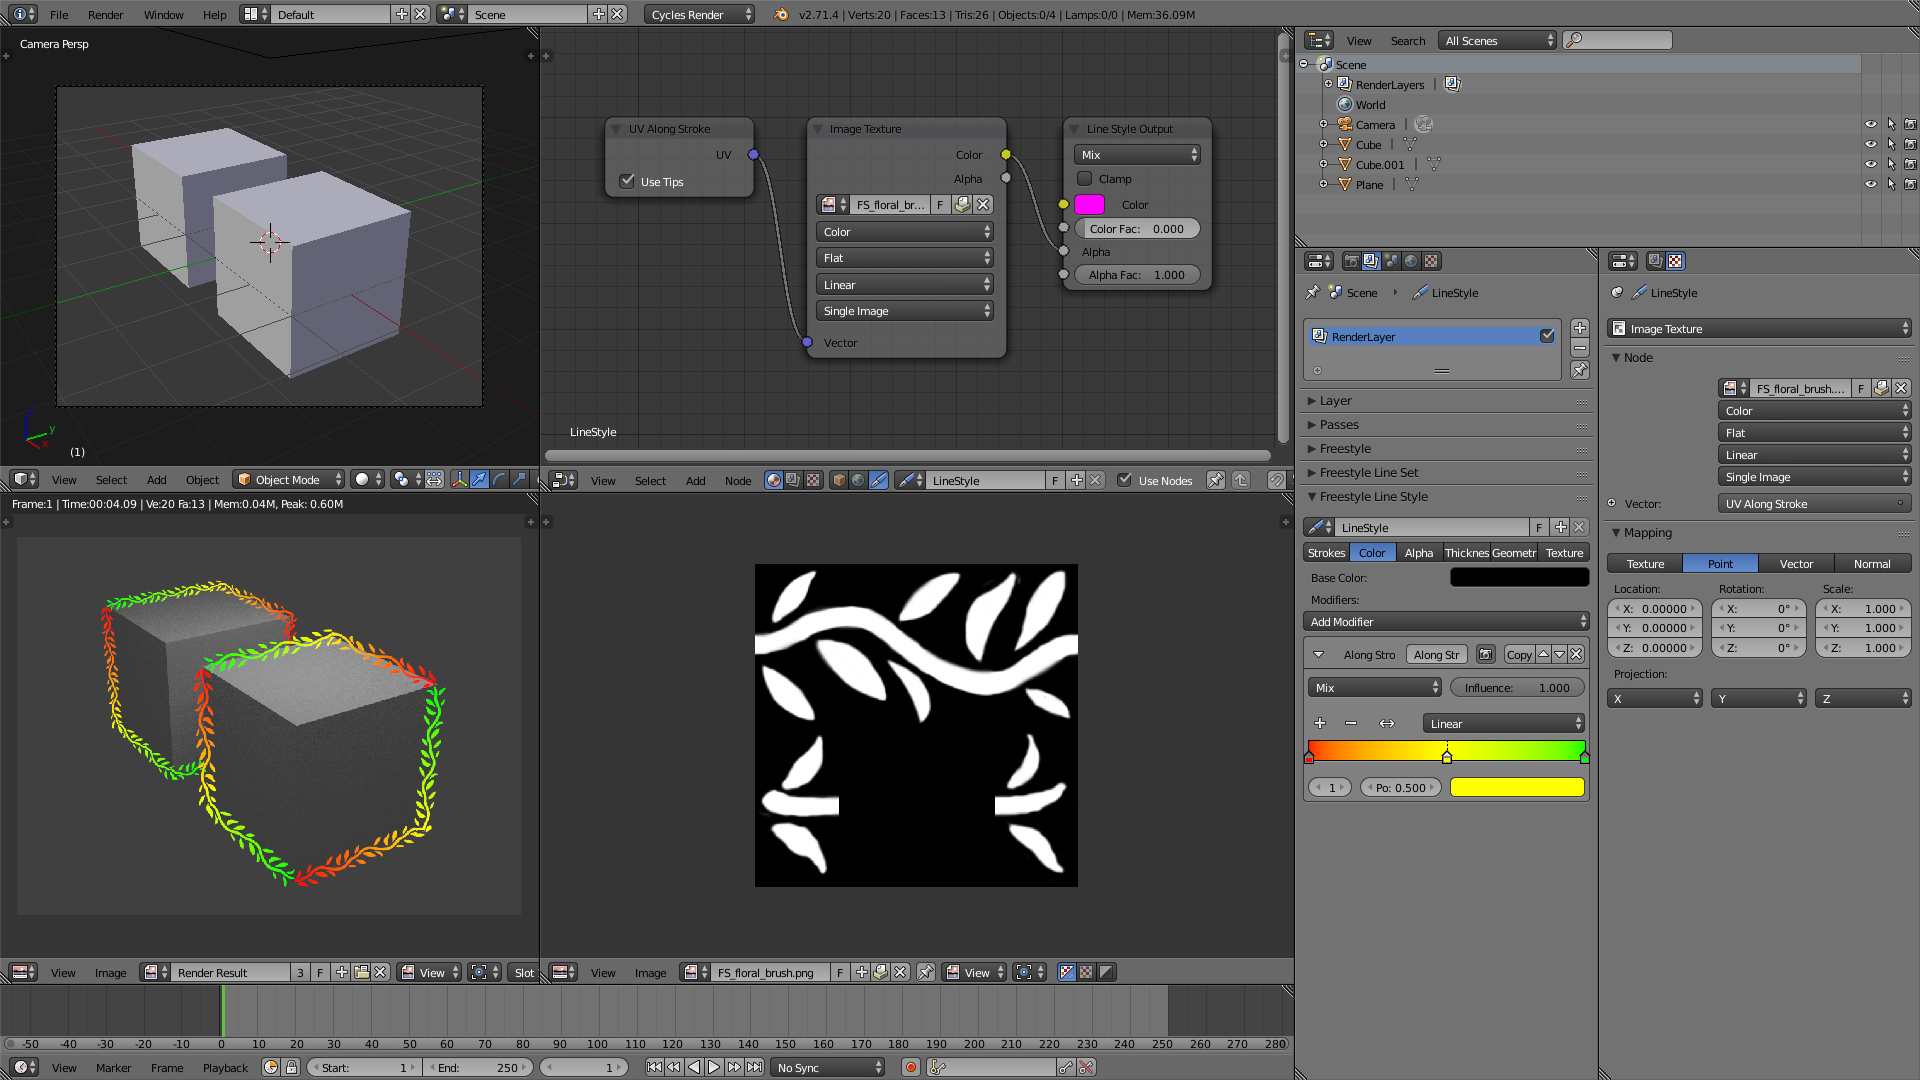 File Render Window Help Default Scene Cycles Render v2.71.4 | Verts:20 | Faces:13 | Tris:26 | Objects:0/4 | Lamps:0/0 | Mem:36.09M
Camera Persp
(1)
y
x
View Select Add Object Object Mode
UV Along Stroke
UV
Use Tips
Image Texture
Color
Alpha
FS_floral_br... F
Color
Flat
Linear
Single Image
Vector
Line Style Output
Mix
Clamp
Color
Color Fac: 0.000
Alpha
Alpha Fac: 1.000
LineStyle
View Select Add Node LineStyle F Use Nodes
Frame:1 | Time:00:04.09 | Ve:20 Fa:13 | Mem:0.04M, Peak: 0.60M
View Image Render Result 3 F View Slot
View Image FS_floral_brush.png F View
-50 -40 -30 -20 -10 0 10 20 30 40 50 60 70 80 90 100 110 120 130 140 150 160 170 180 190 200 210 220 230 240 250 260 270 280
View Marker Frame Playback Start: 1 End: 250 1 No Sync
View Search All Scenes
Scene
RenderLayers |
World
Camera |
Cube |
Cube.001 |
Plane |
Scene LineStyle
RenderLayer
Layer
Passes
Freestyle
Freestyle Line Set
Freestyle Line Style
LineStyle F
Strokes Color Alpha Thicknes Geometr Texture
Base Color:
Modifiers:
Add Modifier
Along Stro Along Str Copy
Mix Influence: 1.000
Linear
1 Po: 0.500
LineStyle
Image Texture
Node
FS_floral_brush.... F
Color
Flat
Linear
Single Image
Vector: UV Along Stroke
Mapping
Texture Point Vector Normal
Location: Rotation: Scale:
X: 0.00000 X: 0° X: 1.000
Y: 0.00000 Y: 0° Y: 1.000
Z: 0.00000 Z: 0° Z: 1.000
Projection:
X Y Z